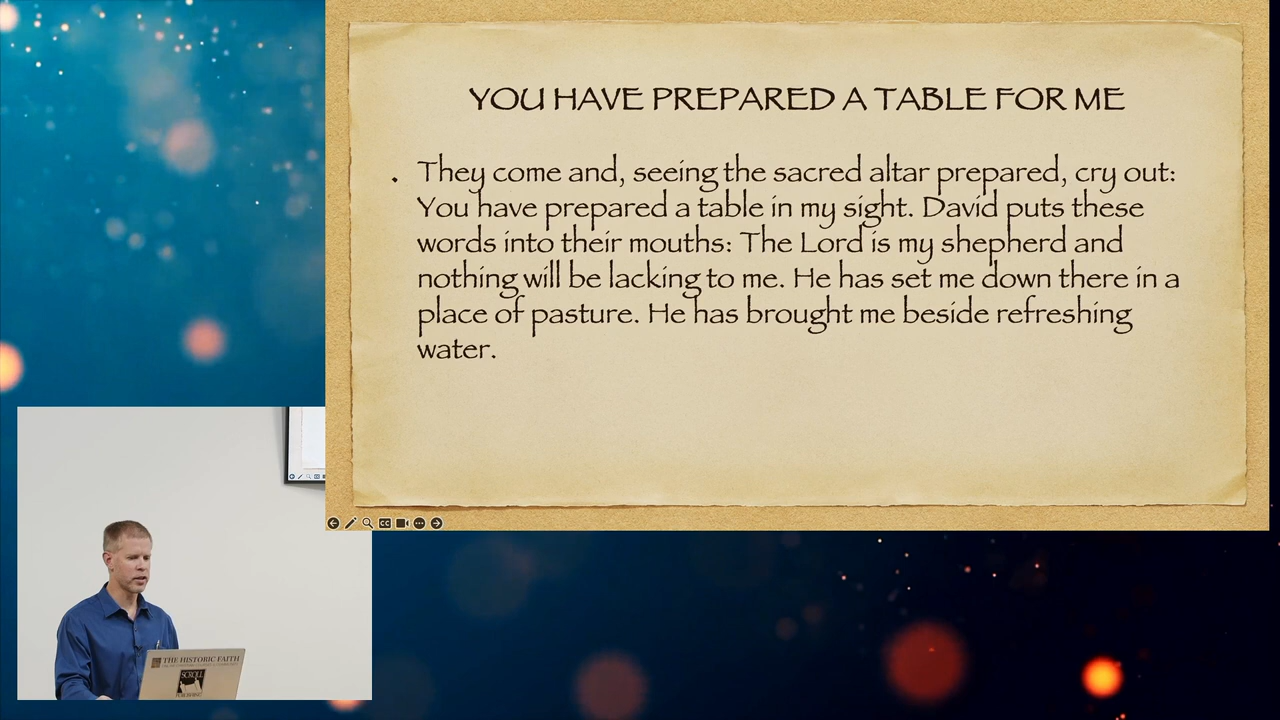 YOU HAVE PREPARED A TABLE FOR ME
. They come and, seeing the sacred altar prepared, cry out:
You have prepared a table in my sight. David puts these
words into their mouths: The Lord is my shepherd and
nothing will be lacking to me. He has set me down there in a
place of pasture. He has brought me beside refreshing
water.
CC
THE HISTORIC FAITH
SCROLL
PUBLISHING